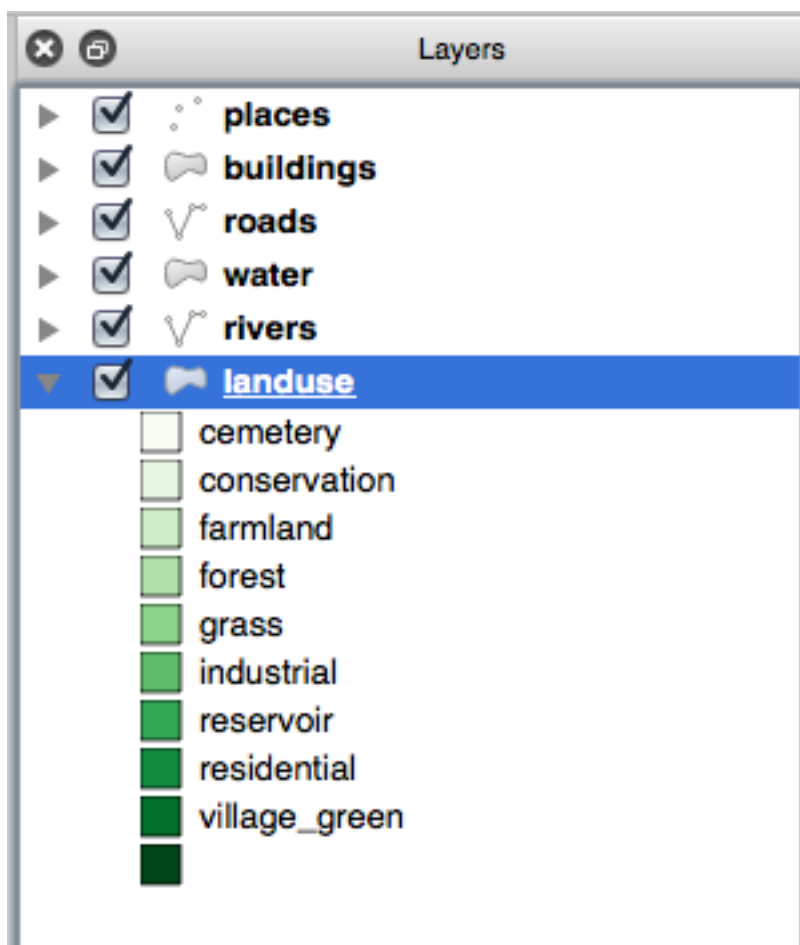 Layers
places
buildings
roads
water
rivers
landuse
cemetery
conservation
farmland
forest
grass
industrial
reservoir
residential
village_green